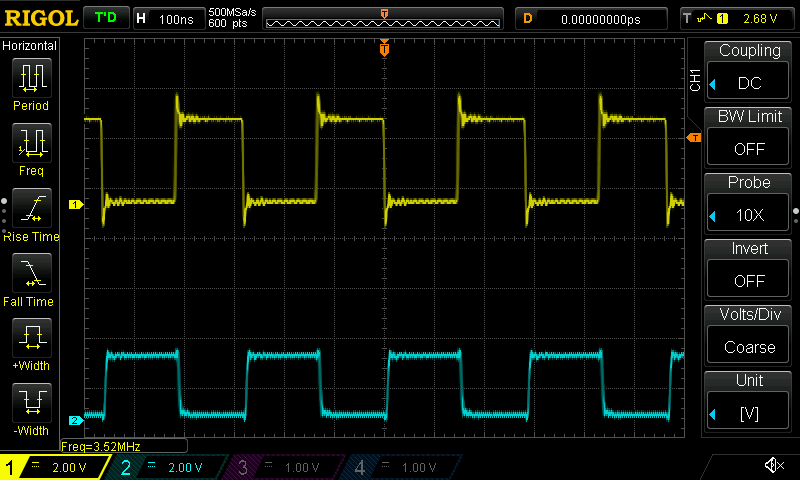 RIGOL T'D H 100ns 500MSa/s 600 pts T D 0.00000000ps T 1 2.68 V
Horizontal
Period
Freq
Rise Time
Fall Time
+Width
-Width
T
1
2
T
CH1
Coupling
DC
BW Limit
OFF
Probe
10X
Invert
OFF
Volts/Div
Coarse
Unit
[V]
Freq=3.52MHz
1 2.00 V 2 2.00 V 3 1.00 V 4 1.00 V